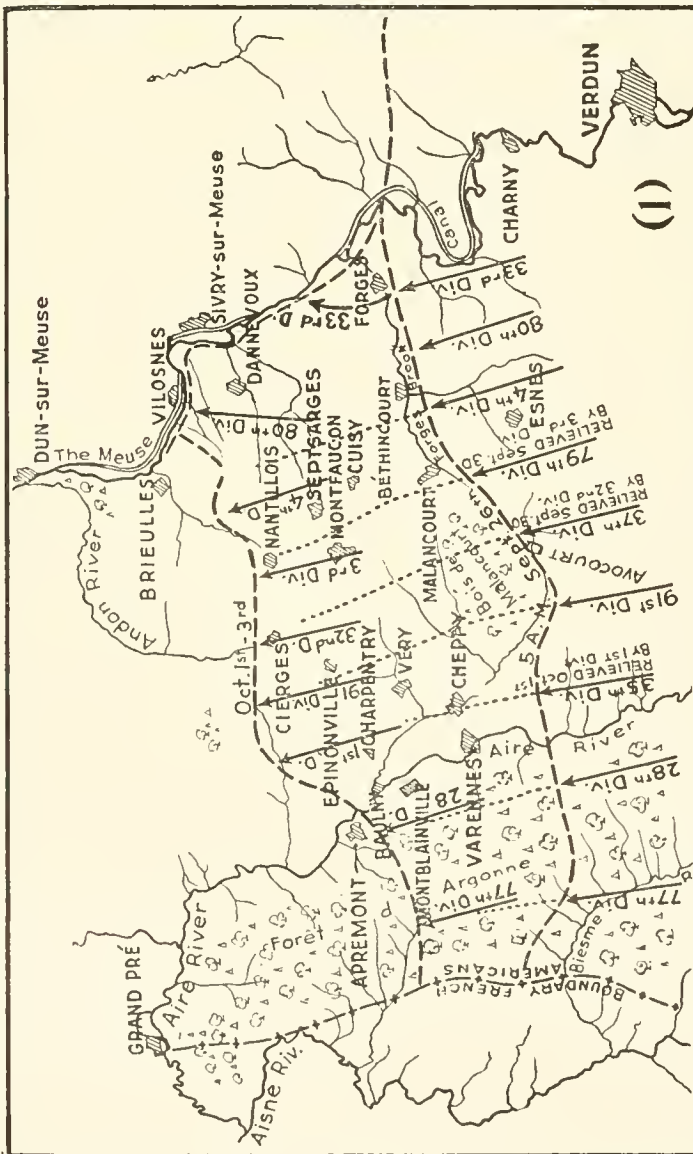 DUN-sur-MEUSE
The Meuse
VILOSNES
SIVRY-sur-Meuse
DANNEVOUX
BRIEULLES
Andon River
GRAND PRÉ
Aire River
Aisne Riv.
Forêt
Argonne
APREMONT
BAULNY
MONTBLAINVILLE
VARENNES
Aire River
CHEPPY
VERY
CHARPENTRY
EPINONVILLE
CIERGES
NANTILLOIS
SEPTSARGES
MONTFAUCON
CUISY
BÉTHINCOURT
MALANCOURT
Bois de Malancourt
AVOCOURT
FORGES
Forges Brook
ESNES
Canal
CHARNY
VERDUN
(1)
Oct. 1st - 3rd
80th Div.
4th D.
3rd Div.
32nd D.
91st Div.
1st D.
28 D.
77th Div.
33rd D.
5 A.M. Sept. 26th
33rd Div.
80th Div.
4th Div.
79th Div.
RELIEVED Sept. 30
BY 3rd Div.
37th Div.
RELIEVED Sept. 30
BY 32nd Div.
91st Div.
35th Div.
RELIEVED Oct. 1st
BY 1st Div.
28th Div.
77th Div.
Biesme
R
BOUNDARY FRENCH
AMERICANS